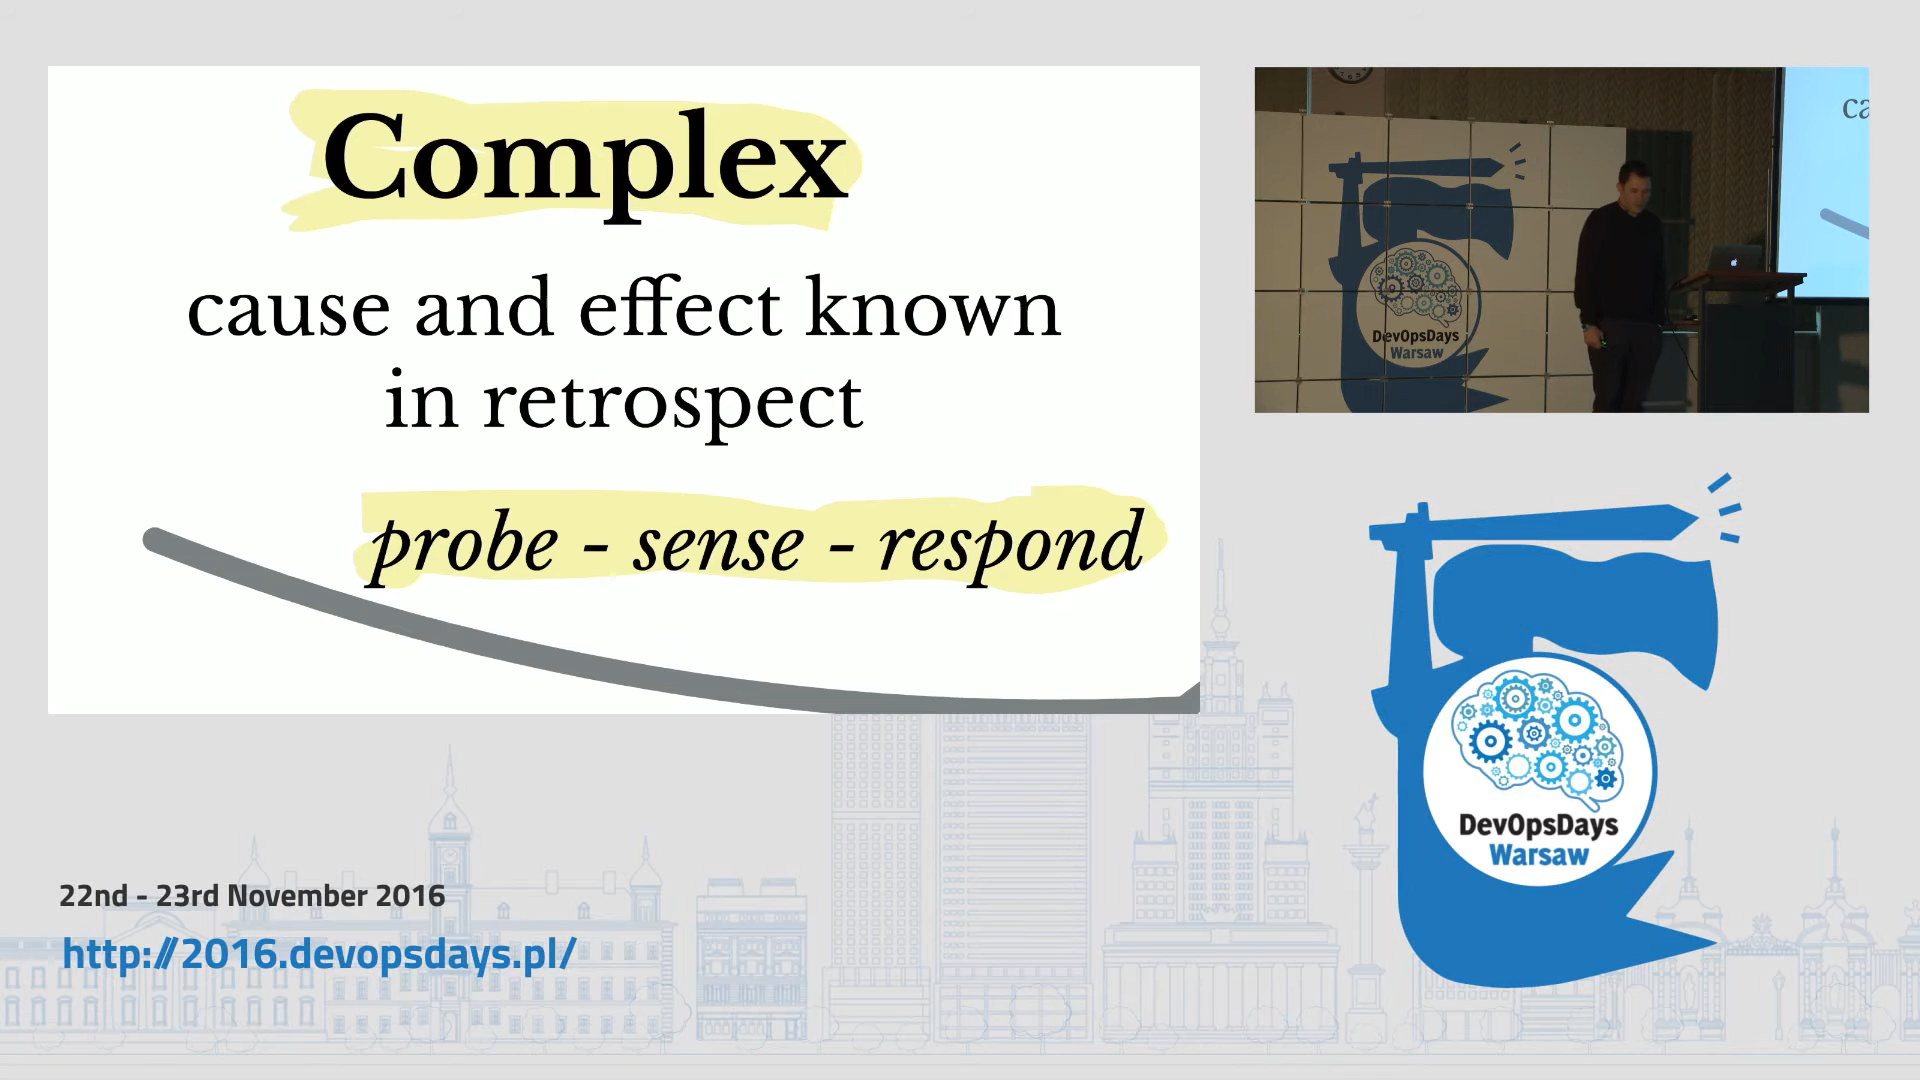 Complex
cause and effect known
in retrospect
probe - sense - respond
ca
DevOpsDays
Warsaw
DevOpsDays
Warsaw
22nd - 23rd November 2016
http://2016.devopsdays.pl/